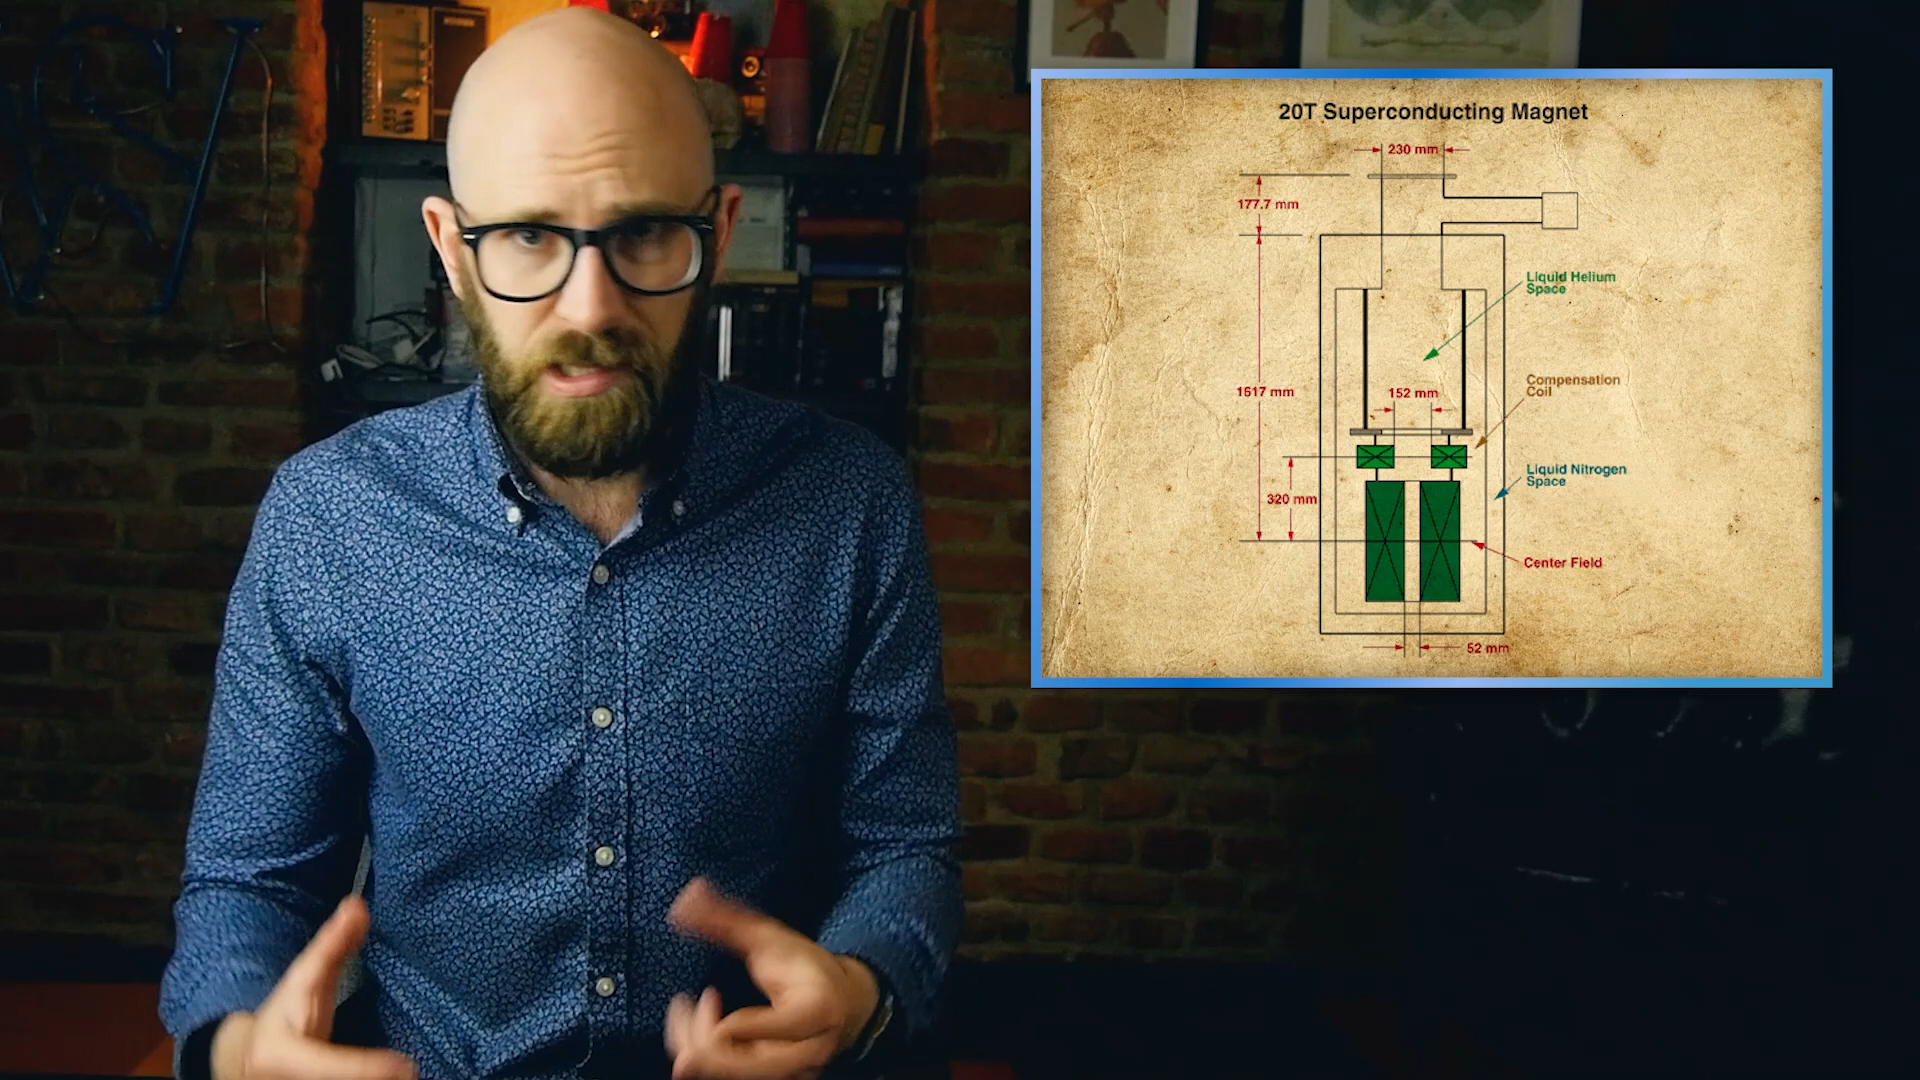 20T Superconducting Magnet
230 mm
177.7 mm
Liquid Helium
Space
Compensation
Coil
1617 mm
152 mm
Liquid Nitrogen
Space
320 mm
Center Field
52 mm